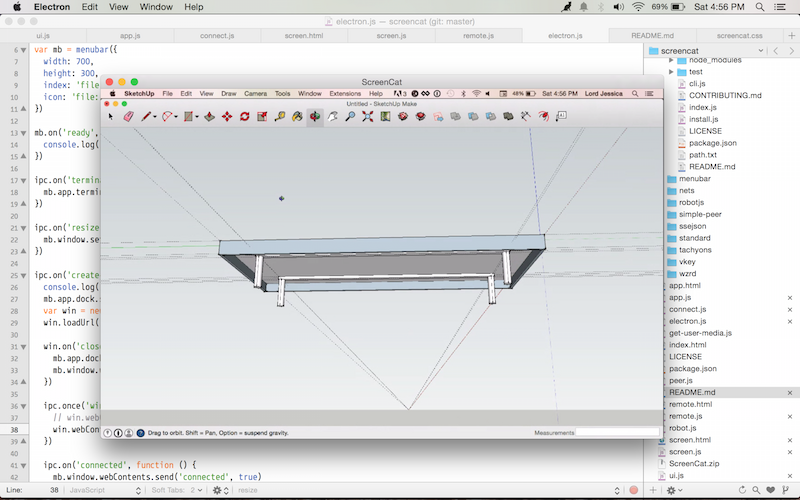 Electron Edit View Window Help 69% Sat 4:56 PM
electron.js — screencat (git: master)
ui.js app.js connect.js screen.html screen.js remote.js electron.js README.md screencat.css
6 var mb = menubar({
7 width: 700,
8 height: 300,
9 index: 'file
10 icon: 'file:
11 })
12
13 mb.on('ready',
14 console.log(
15 })
16
17 ipc.on('termina
18 mb.app.termi
19 })
20
21 ipc.on('resize
22 mb.window.se
23 })
24
25 ipc.on('create
26 console.log(
27 mb.app.dock.
28 var win = new
29 win.loadUrl(
30
31 win.on('clos
32 mb.app.doc
33 mb.window.
34 })
35
36 ipc.once('wi
37 // win.web
38 win.webCon
39 })
40
41 ipc.on('connected', function () {
42 mb.window.webContents.send('connected', true)
Line: 38 JavaScript Soft Tabs: 2 resize
ScreenCat
SketchUp File Edit View Draw Camera Tools Window Extensions Help 3 48% Sat 4:56 PM Lord Jessica
Untitled - SketchUp Make
Drag to orbit. Shift = Pan, Option = suspend gravity. Measurements
screencat
node_modules
test
cli.js
CONTRIBUTING.md
index.js
install.js
LICENSE
package.json
path.txt
README.md
menubar
nets
robotjs
simple-peer
ssejson
standard
tachyons
vkey
wzrd
app.html
app.js
connect.js
electron.js
get-user-media.js
index.html
LICENSE
package.json
peer.js
README.md
remote.html
remote.js
robot.js
screen.html
screen.js
ScreenCat.zip
ui.js